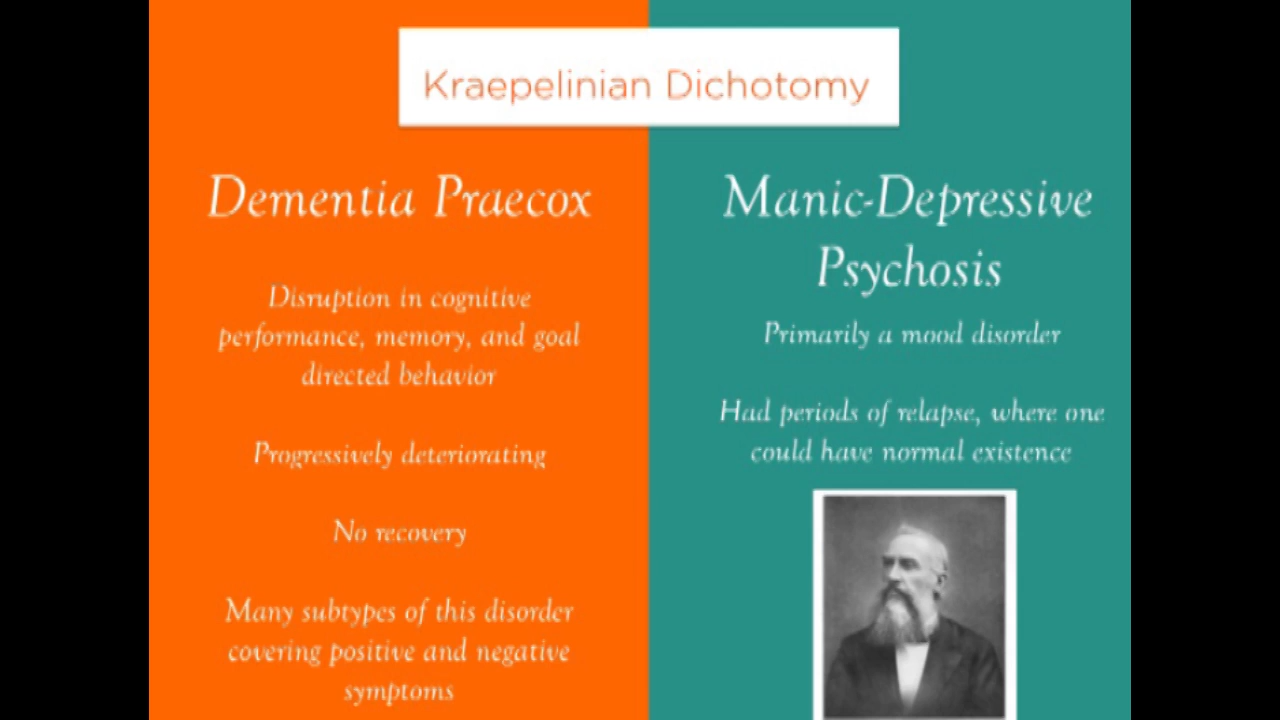 Kraepelinian Dichotomy
Dementia Praecox
Disruption in cognitive
performance, memory, and goal
directed behavior
Progressively deteriorating
No recovery
Many subtypes of this disorder
covering positive and negative
symptoms
Manic-Depressive
Psychosis
Primarily a mood disorder
Had periods of relapse, where one
could have normal existence